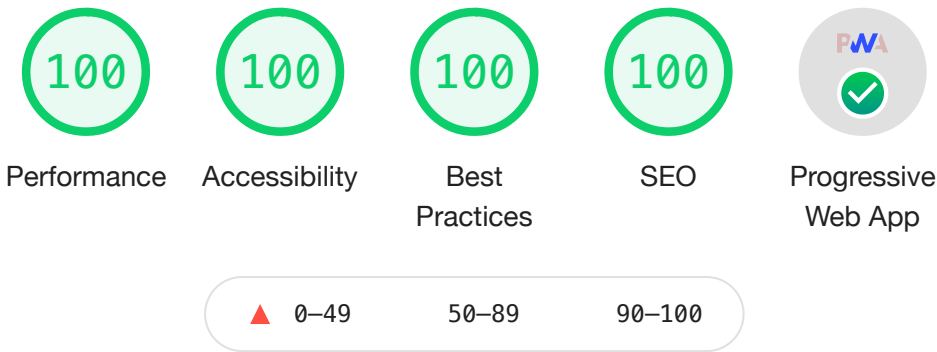 100 100 100 100 PWA
Performance Accessibility Best Practices SEO Progressive Web App
0–49 50–89 90–100